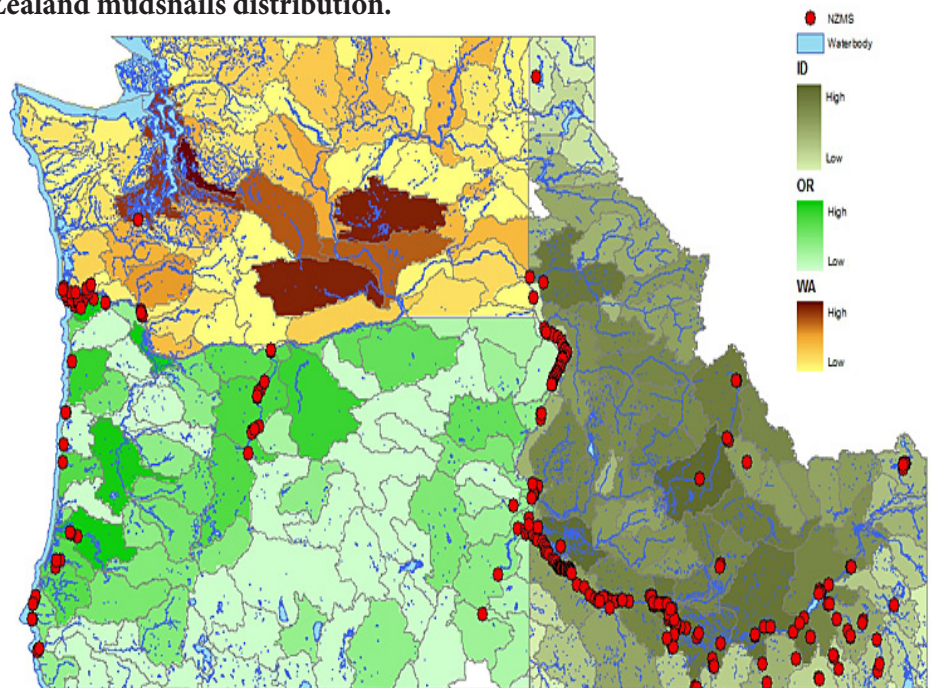 Zealand mudsnails distribution.
NZMS
Waterbody
ID
High
Low
OR
High
Low
WA
High
Low